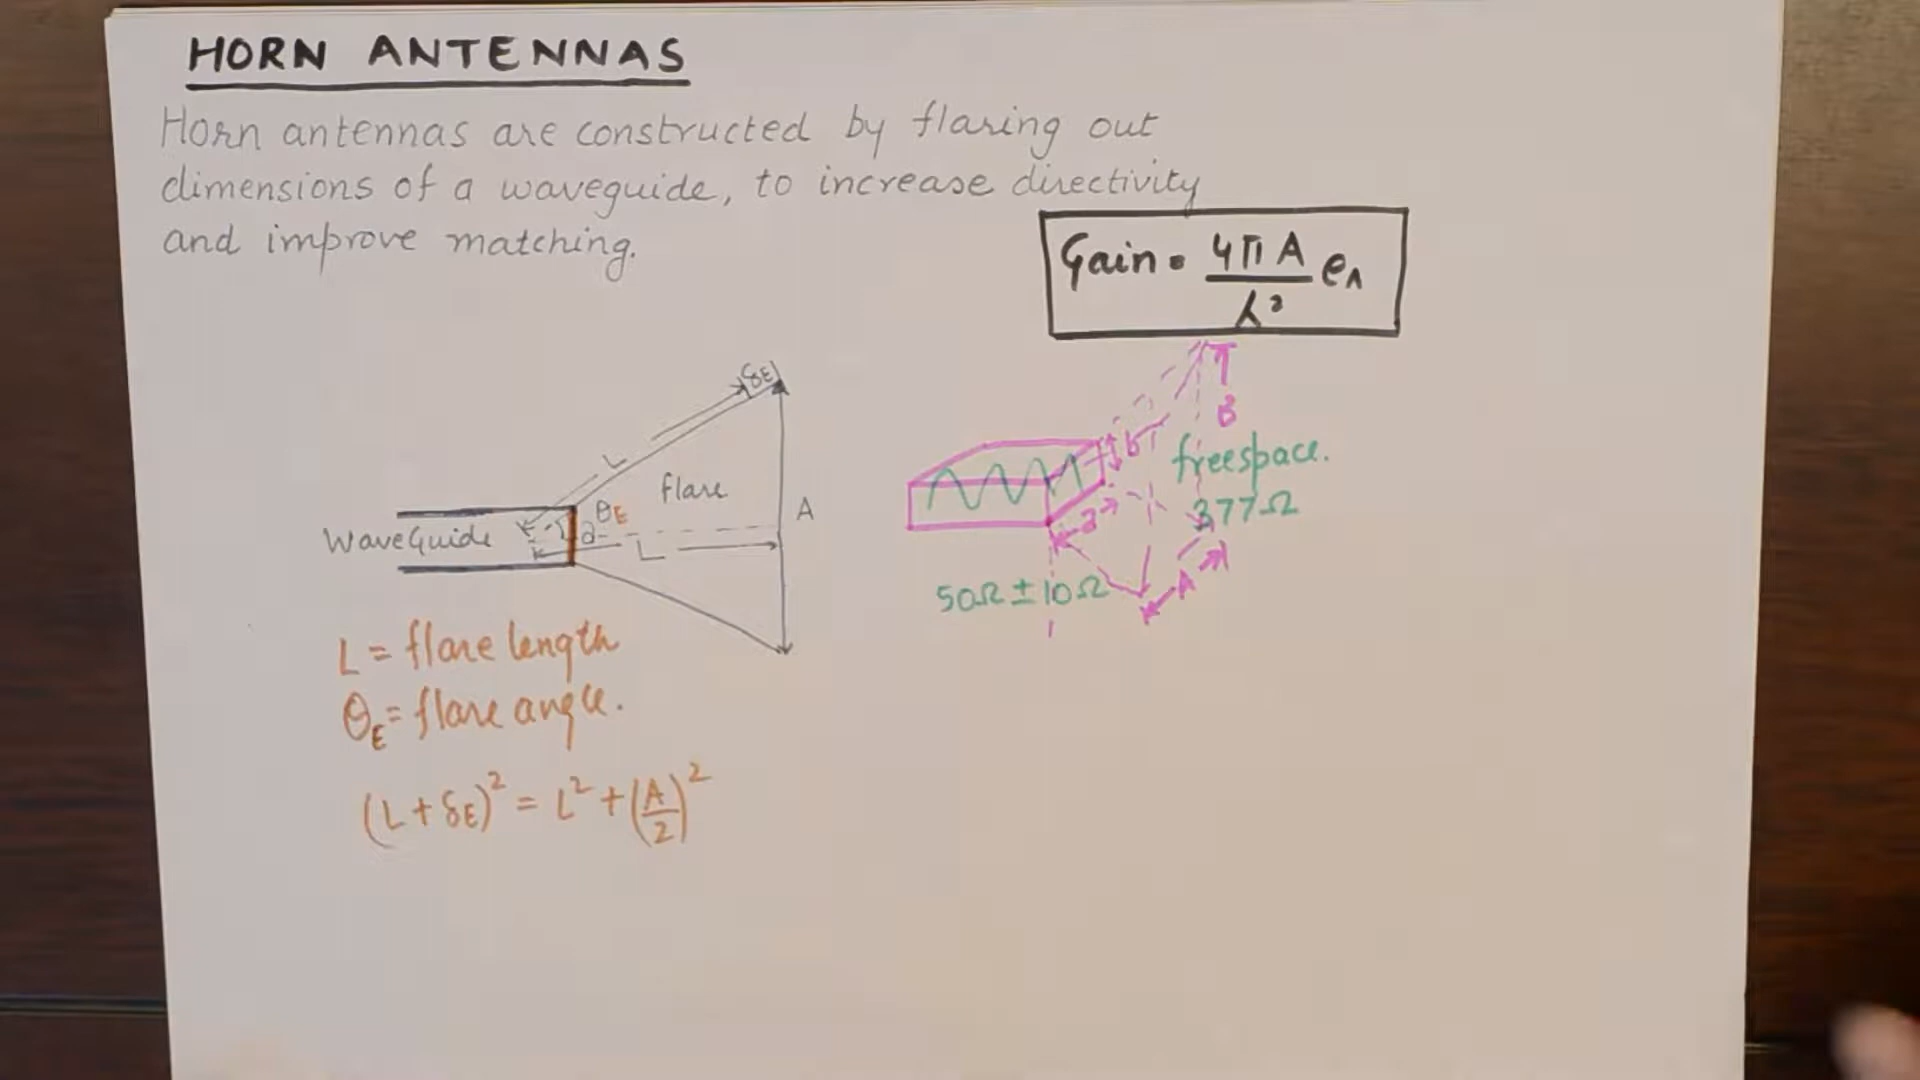 HORN ANTENNAS
Horn antennas are constructed by flaring out
dimensions of a waveguide, to increase directivity
and improve matching.
Gain = 4π A / λ² eA
δE
L
flare
θE
a
A
WaveGuide
L
B
b
freespace.
377Ω
a
50Ω ± 10Ω
A
L = flare length
θE = flare angle.
(L + δE)² = L² + (A/2)²